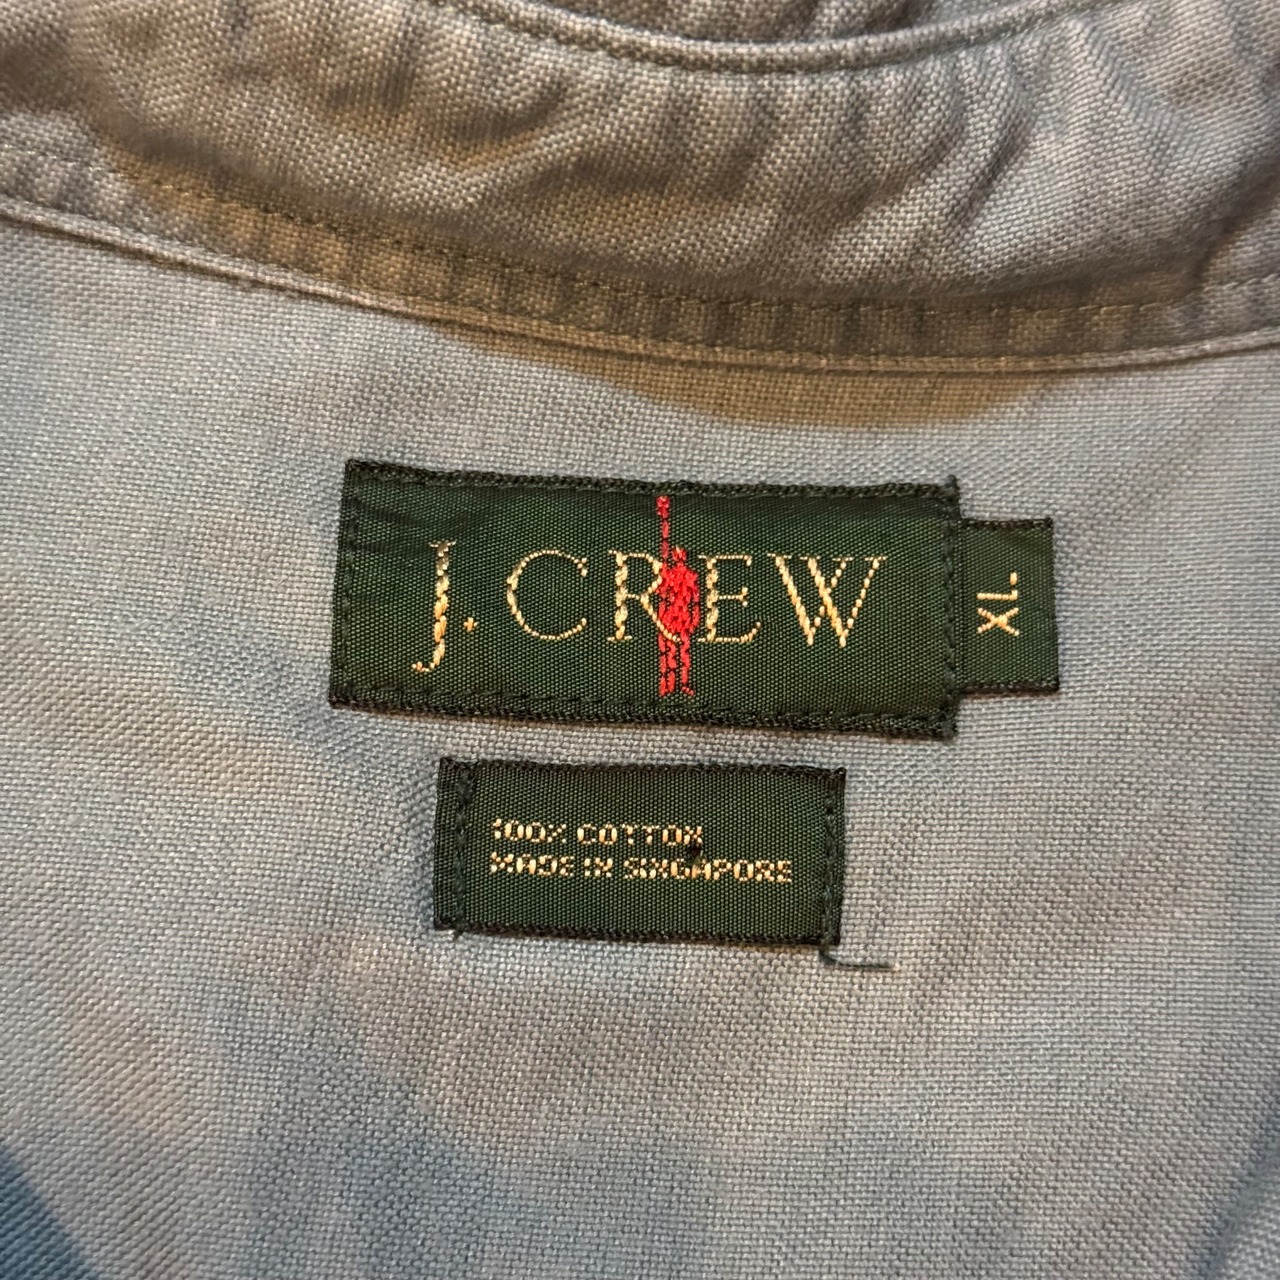 J. CREW
XL
100% COTTON
MADE IN SINGAPORE